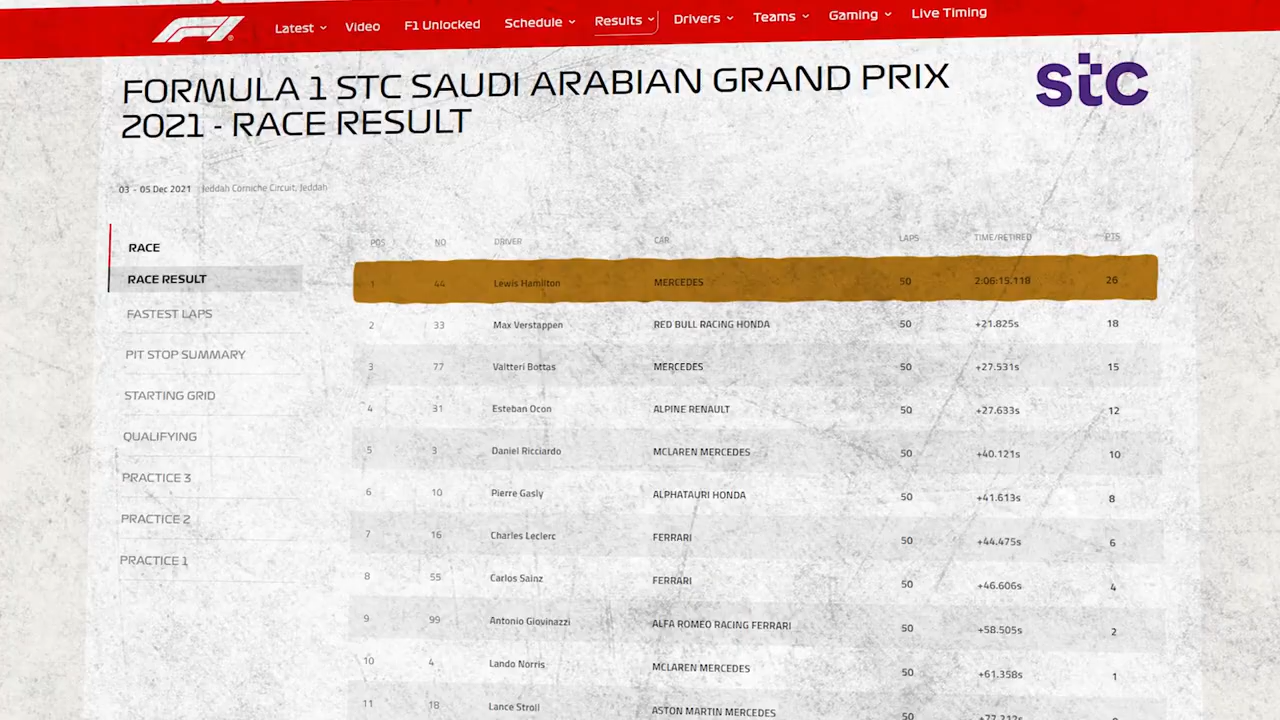 F1
Latest Video F1 Unlocked Schedule Results Drivers Teams Gaming Live Timing
FORMULA 1 STC SAUDI ARABIAN GRAND PRIX
2021 - RACE RESULT
stc
03 - 05 Dec 2021 Jeddah Corniche Circuit, Jeddah
RACE
RACE RESULT
FASTEST LAPS
PIT STOP SUMMARY
STARTING GRID
QUALIFYING
PRACTICE 3
PRACTICE 2
PRACTICE 1
POS NO DRIVER CAR LAPS TIME/RETIRED PTS
1 44 Lewis Hamilton MERCEDES 50 2:06:15.118 26
2 33 Max Verstappen RED BULL RACING HONDA 50 +21.825s 18
3 77 Valtteri Bottas MERCEDES 50 +27.531s 15
4 31 Esteban Ocon ALPINE RENAULT 50 +27.633s 12
5 3 Daniel Ricciardo MCLAREN MERCEDES 50 +40.121s 10
6 10 Pierre Gasly ALPHATAURI HONDA 50 +41.613s 8
7 16 Charles Leclerc FERRARI 50 +44.475s 6
8 55 Carlos Sainz FERRARI 50 +46.606s 4
9 99 Antonio Giovinazzi ALFA ROMEO RACING FERRARI 50 +58.505s 2
10 4 Lando Norris MCLAREN MERCEDES 50 +61.358s 1
11 18 Lance Stroll ASTON MARTIN MERCEDES 50 +77.212s